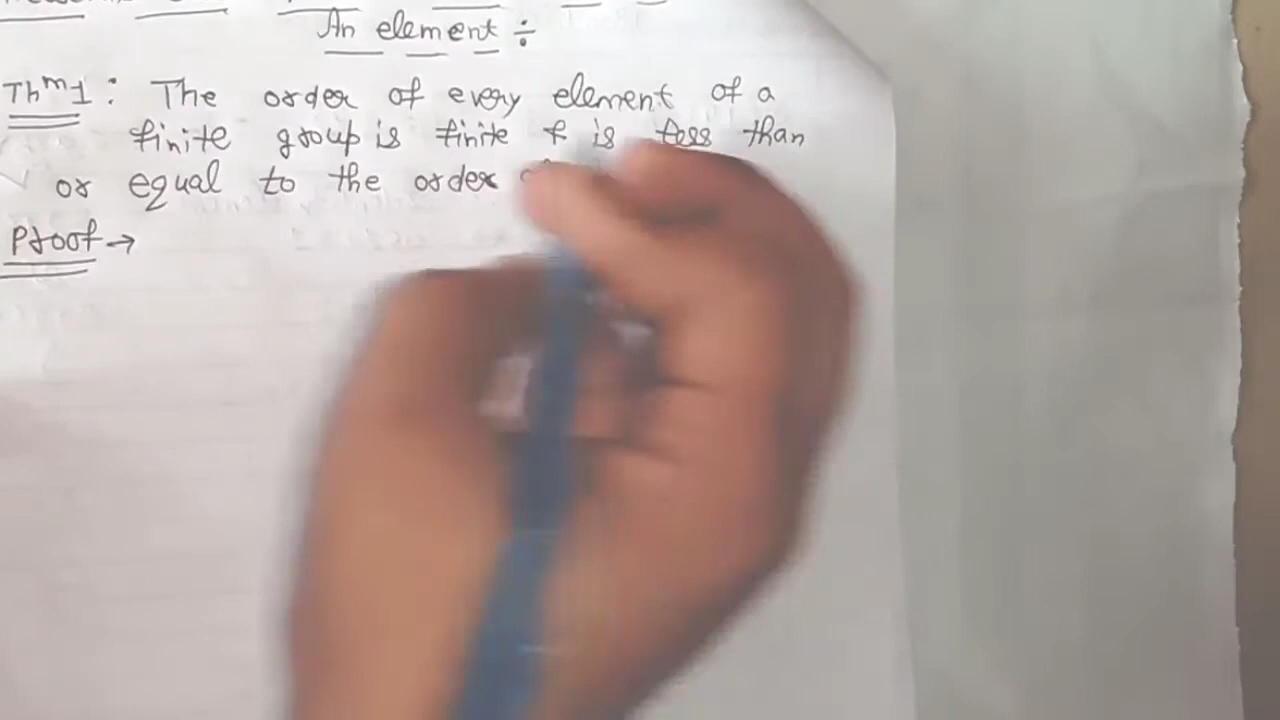 An element ÷
Thm 1: The order of every element of a
finite group is finite & is less than
or equal to the order
Proof →